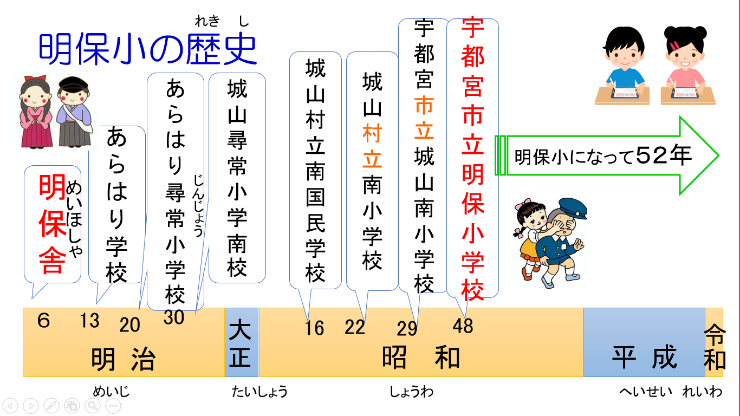 れきし
明保小の歴史
明保舎
めいほしゃ
あらはり学校
あらはり尋常小学校
じんじょう
城山尋常小学南校
城山村立南国民学校
城山村立南小学校
宇都宮市立城山南小学校
宇都宮市立明保小学校
明保小になって52年
6
13
20
30
16
22
29
48
明治
大正
昭和
平成
令和
めいじ
たいしょう
しょうわ
へいせい
れいわ